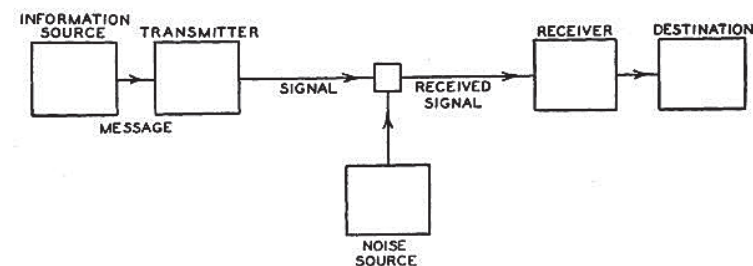 INFORMATION
SOURCE
TRANSMITTER
RECEIVER
DESTINATION
SIGNAL
RECEIVED
SIGNAL
MESSAGE
NOISE
SOURCE